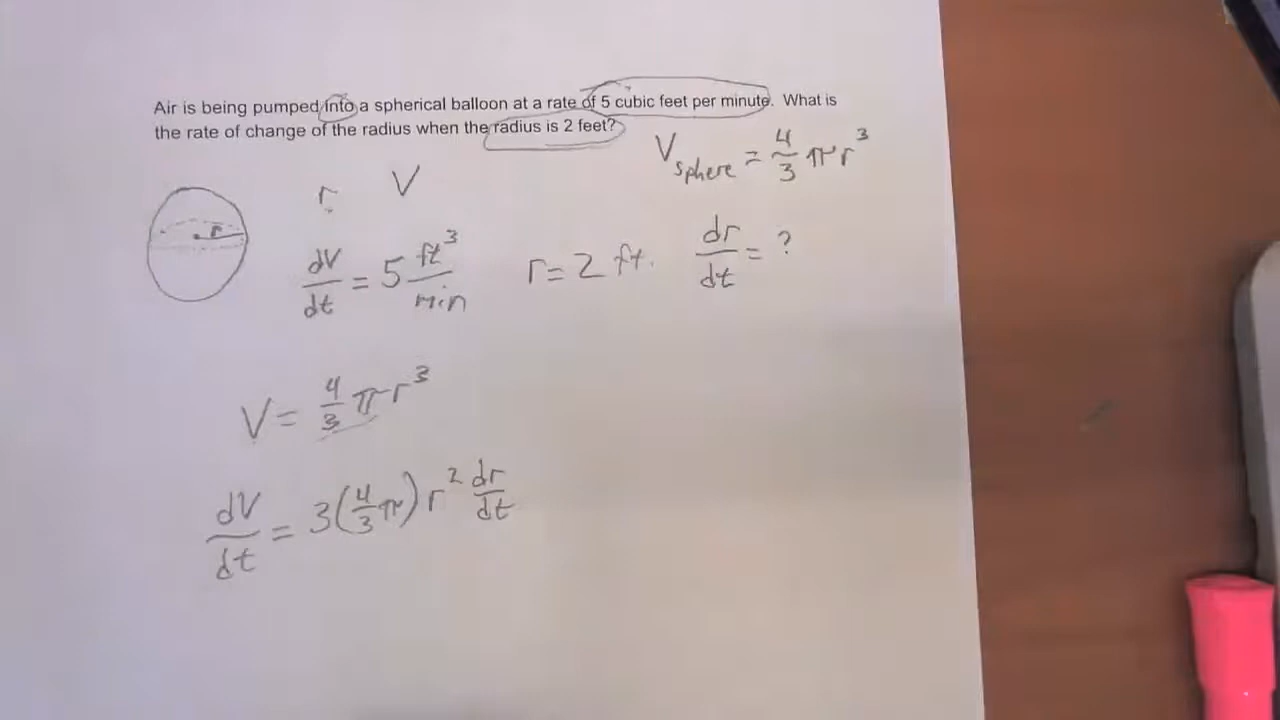 Air is being pumped into a spherical balloon at a rate of 5 cubic feet per minute. What is
the rate of change of the radius when the radius is 2 feet?
V sphere = 4/3 πr³
r V
r
dV/dt = 5 ft³/min r = 2 ft. dr/dt = ?
V = 4/3 πr³
dV/dt = 3(4/3 π) r² dr/dt